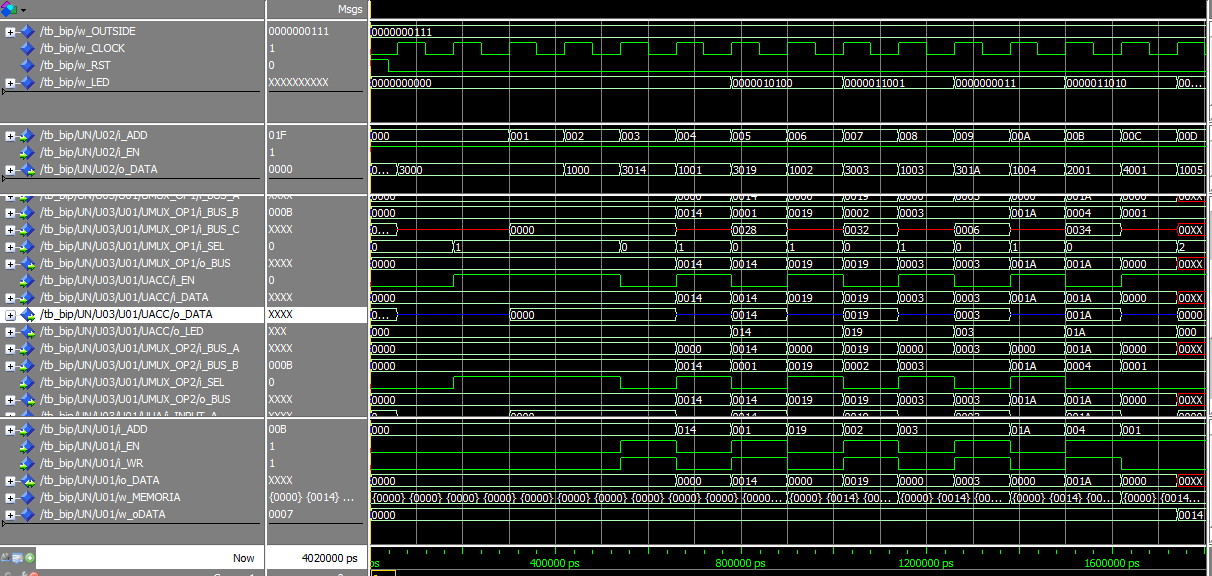 Msgs
/tb_bip/w_OUTSIDE 0000000111 0000000111
/tb_bip/w_CLOCK 1
/tb_bip/w_RST 0
/tb_bip/w_LED XXXXXXXXXX 0000000000 0000010100 0000011001 0000000011 0000011010 00...
/tb_bip/UN/U02/i_ADD 01F 000 001 002 003 004 005 006 007 008 009 00A 00B 00C 00D
/tb_bip/UN/U02/i_EN 1
/tb_bip/UN/U02/o_DATA 0000 0... 3000 1000 3014 1001 3019 1002 3003 1003 301A 1004 2001 4001 1005
/tb_bip/UN/U03/U01/UMUX_OP1/i_BUS_A XXXX 0000 0014 0000 0019 0000 0003 0000 001A 0000 00XX
/tb_bip/UN/U03/U01/UMUX_OP1/i_BUS_B 000B 0000 0014 0001 0019 0002 0003 001A 0004 0001
/tb_bip/UN/U03/U01/UMUX_OP1/i_BUS_C XXXX 0... 0000 0028 0032 0006 0034 00XX
/tb_bip/UN/U03/U01/UMUX_OP1/i_SEL 0 0 1 0 1 0 1 0 1 0 1 0 2
/tb_bip/UN/U03/U01/UMUX_OP1/o_BUS XXXX 0000 0014 0014 0019 0019 0003 0003 001A 001A 0000 00XX
/tb_bip/UN/U03/U01/UACC/i_EN 0
/tb_bip/UN/U03/U01/UACC/i_DATA XXXX 0000 0014 0014 0019 0019 0003 0003 001A 001A 0000 00XX
/tb_bip/UN/U03/U01/UACC/o_DATA XXXX 0... 0000 0014 0019 0003 001A 0000
/tb_bip/UN/U03/U01/UACC/o_LED XXX 000 014 019 003 01A 000
/tb_bip/UN/U03/U01/UMUX_OP2/i_BUS_A XXXX 0000 0000 0014 0000 0019 0000 0003 0000 001A 0000 00XX
/tb_bip/UN/U03/U01/UMUX_OP2/i_BUS_B 000B 0000 0014 0001 0019 0002 0003 001A 0004 0001
/tb_bip/UN/U03/U01/UMUX_OP2/i_SEL 0
/tb_bip/UN/U03/U01/UMUX_OP2/o_BUS XXXX 0000 0014 0014 0019 0019 0003 0003 001A 001A 0000 00XX
/tb_bip/UN/U01/i_ADD 00B 000 014 001 019 002 003 01A 004 001
/tb_bip/UN/U01/i_EN 1
/tb_bip/UN/U01/i_WR 1
/tb_bip/UN/U01/io_DATA XXXX 0000 0000 0014 0000 0019 0000 0003 0000 001A 0000 00XX
/tb_bip/UN/U01/w_MEMORIA {0000} {0014} ... {0000} {0000} {0000} {0000} {0000} {0000} {0000} {0000} {0000} {0000} {000... {0000} {0014} {00... {0000} {0014} {00... {0000} {0014} {00... {0000} {0014...
/tb_bip/UN/U01/w_oDATA 0007 0000 0014
Now 4020000 ps ps 400000 ps 800000 ps 1200000 ps 1600000 ps